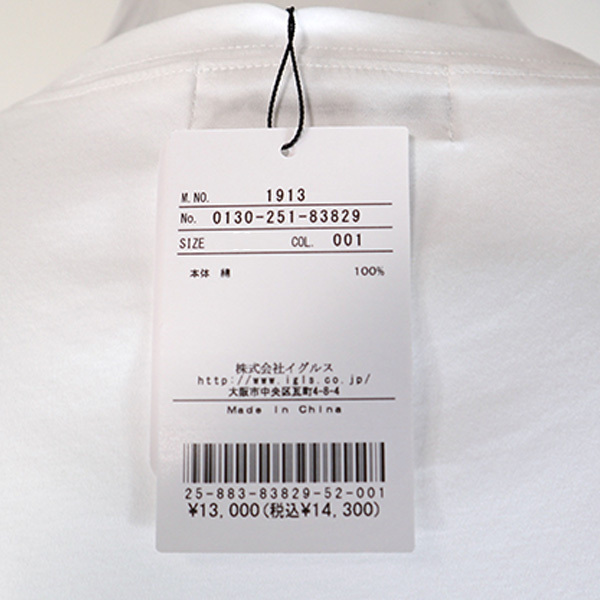 M.NO. 1913
No. 0130-251-83829
SIZE COL. 001
本体 綿 100%
株式会社イグルス
http://www.igls.co.jp/
大阪市中央区瓦町4-8-4
Made in China
25-883-83829-52-001
¥13,000(税込¥14,300)